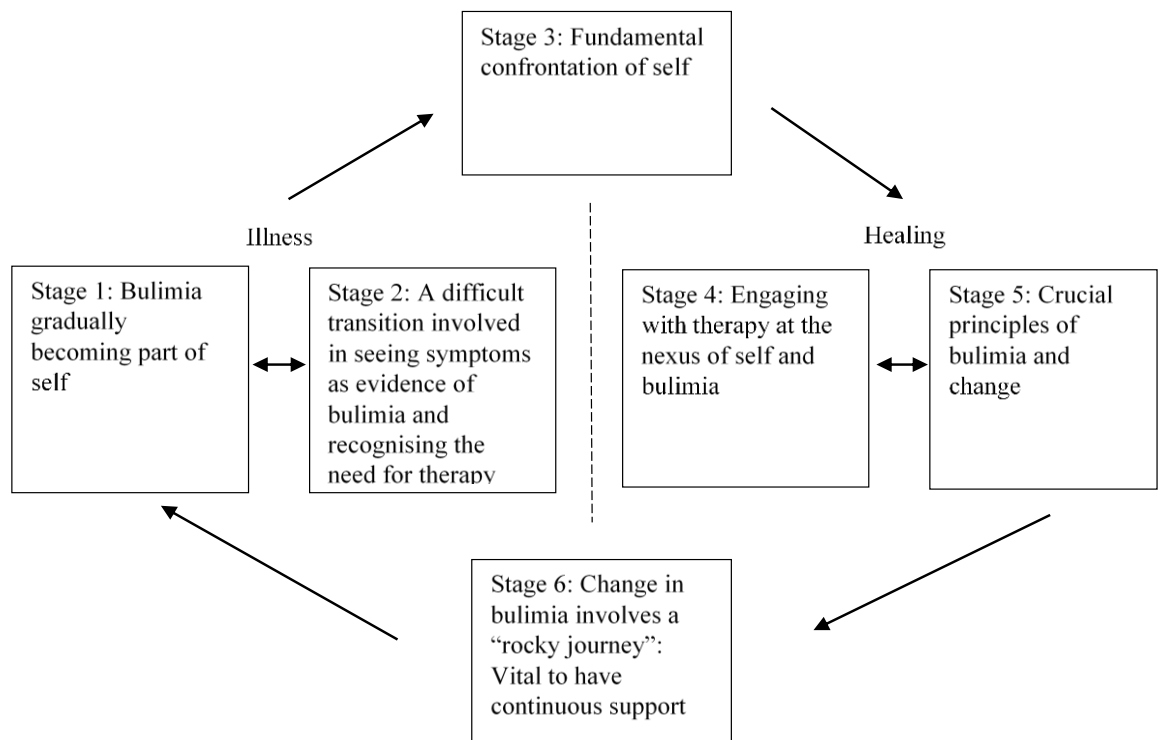 Stage 3: Fundamental
confrontation of self
Illness
Healing
Stage 1: Bulimia
gradually
becoming part of
self
Stage 2: A difficult
transition involved
in seeing symptoms
as evidence of
bulimia and
recognising the
need for therapy
Stage 4: Engaging
with therapy at the
nexus of self and
bulimia
Stage 5: Crucial
principles of
bulimia and
change
Stage 6: Change in
bulimia involves a
“rocky journey”:
Vital to have
continuous support